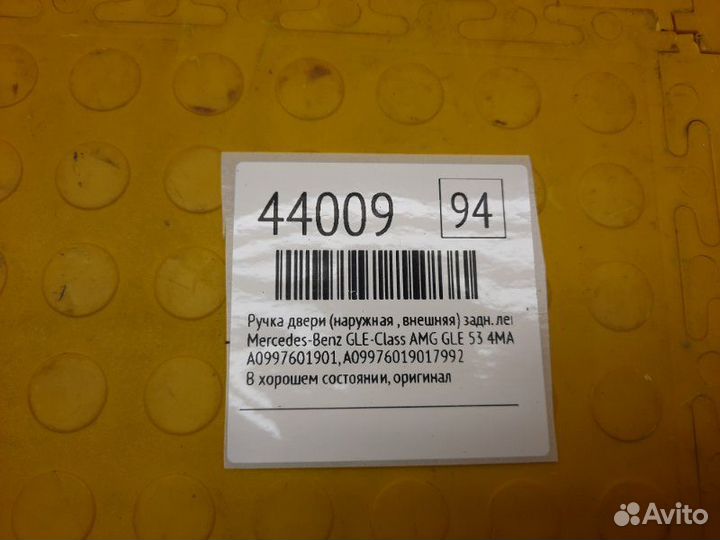 44009 94
Ручка двери (наружная , внешняя) задн. лев
Mercedes-Benz GLE-Class AMG GLE 53 4MA
A0997601901, A09976019017992
В хорошем состоянии, оригинал
Avito